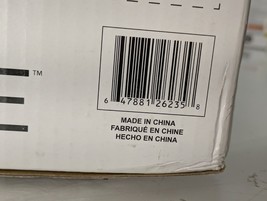 TM
6 47881 26235 8
MADE IN CHINA
FABRIQUÉ EN CHINE
HECHO EN CHINA